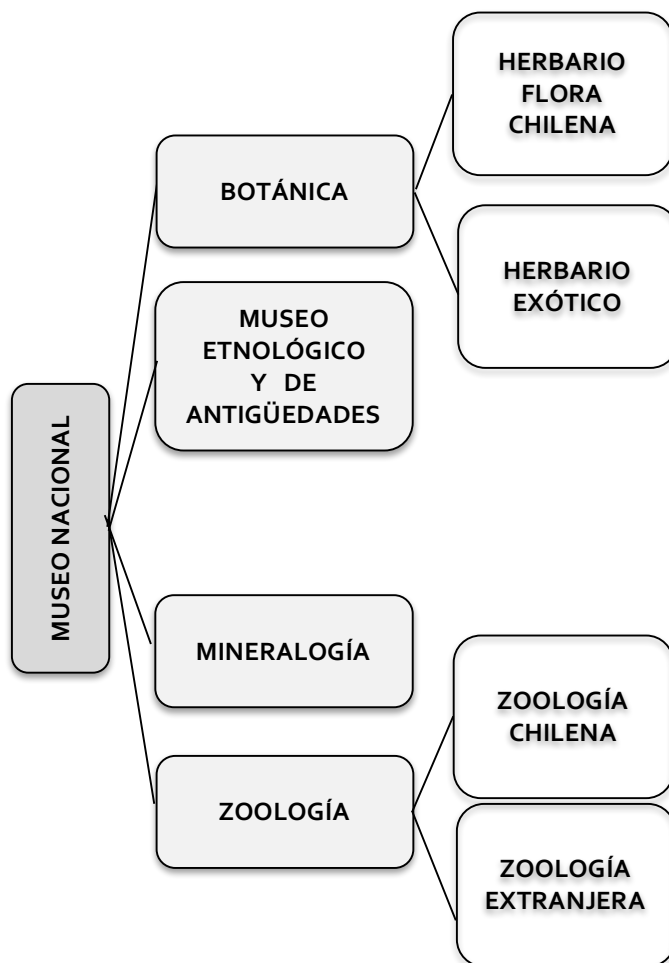 MUSEO NACIONAL
BOTÁNICA
HERBARIO
FLORA
CHILENA
HERBARIO
EXÓTICO
MUSEO
ETNOLÓGICO
Y DE
ANTIGÜEDADES
MINERALOGÍA
ZOOLOGÍA
ZOOLOGÍA
CHILENA
ZOOLOGÍA
EXTRANJERA